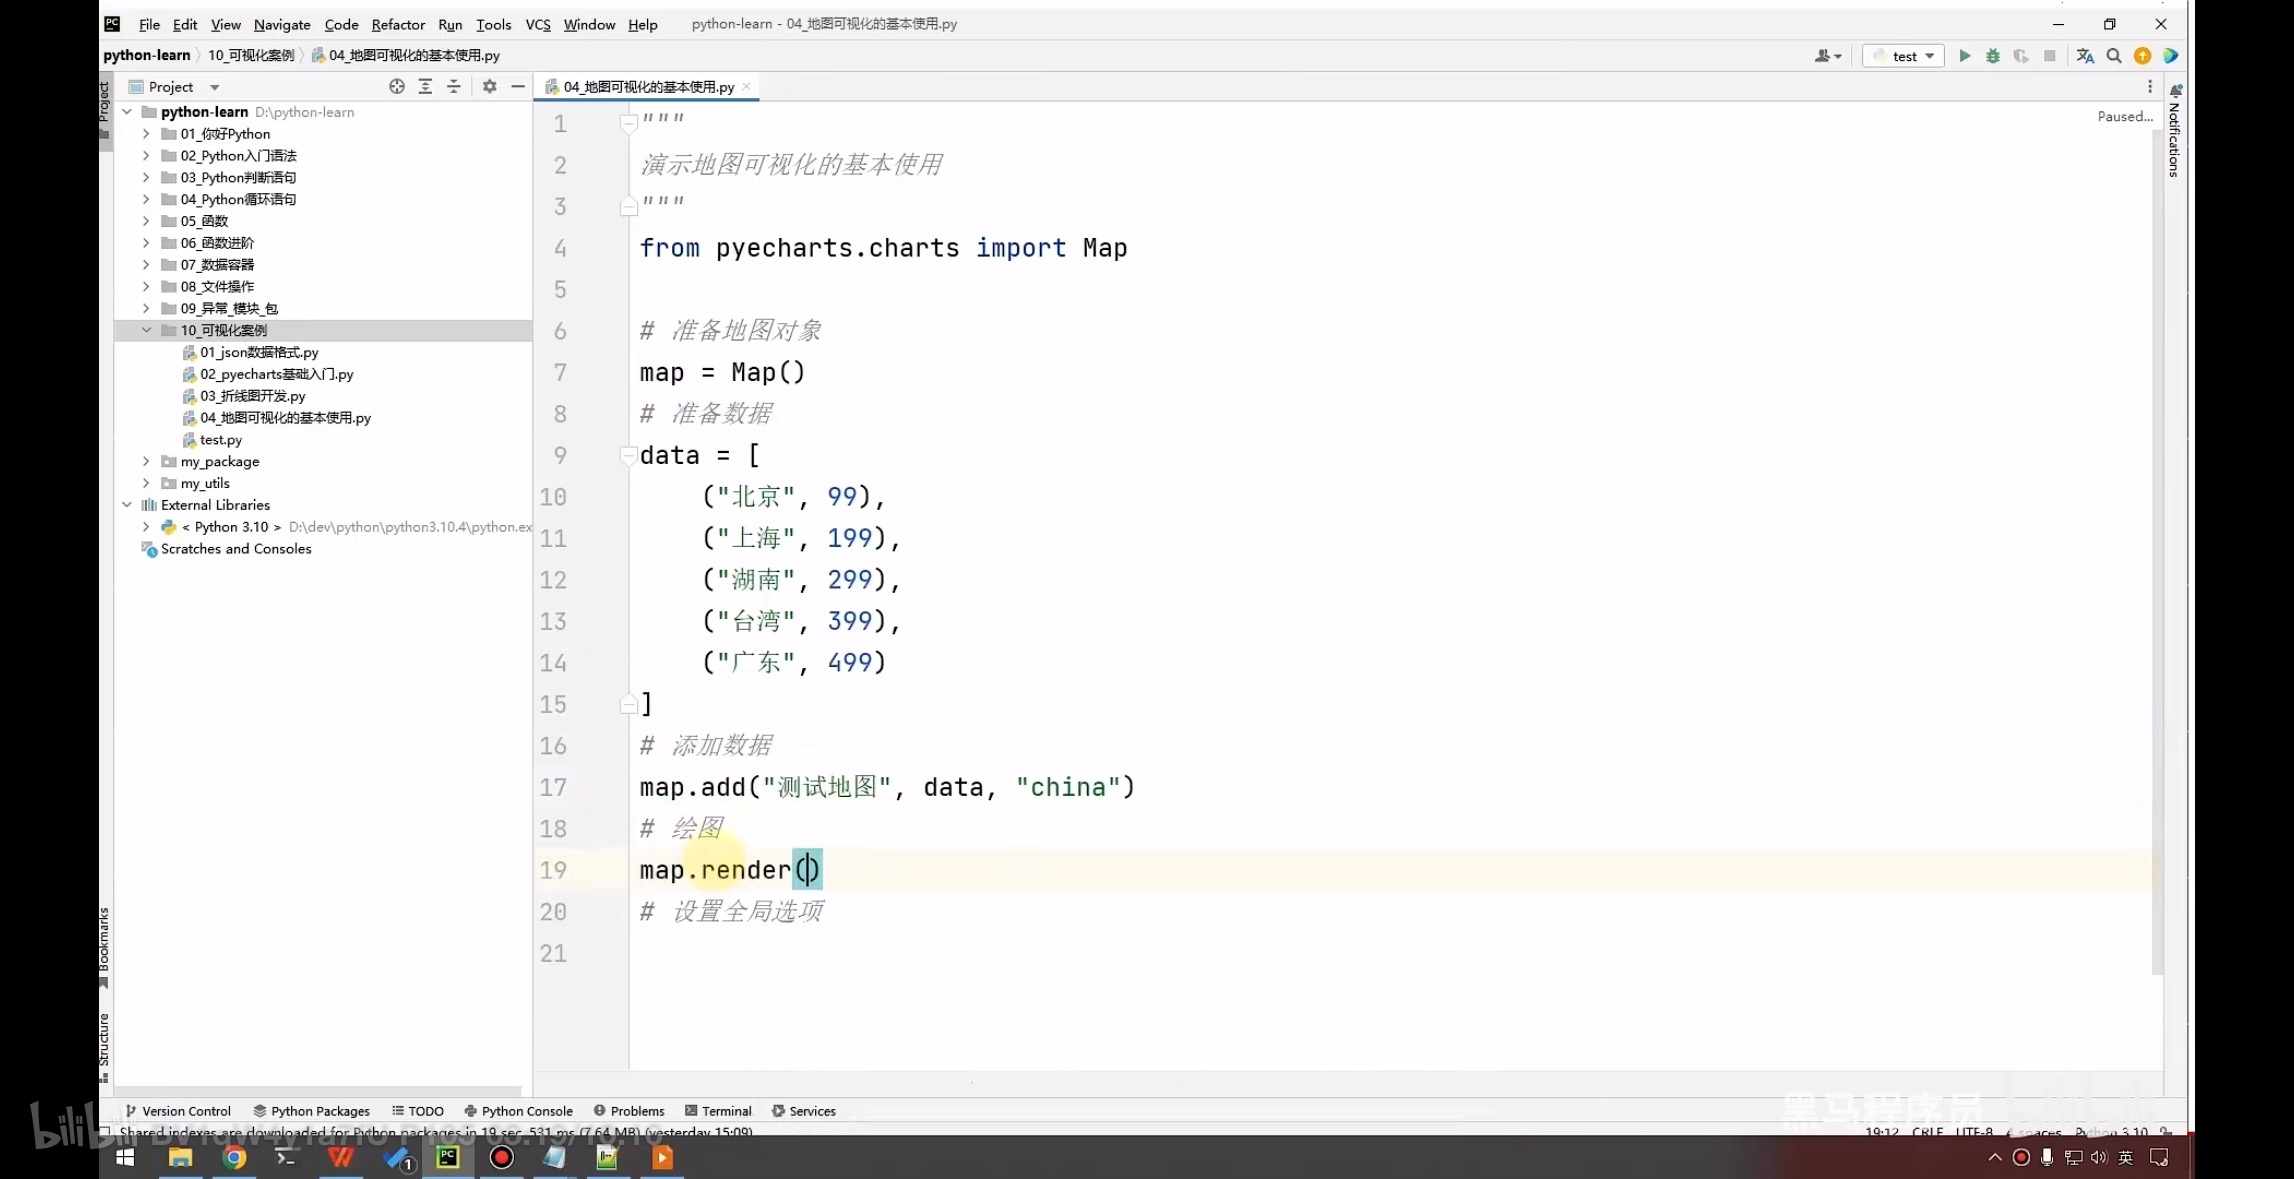 File Edit View Navigate Code Refactor Run Tools VCS Window Help python-learn - 04_地图可视化的基本使用.py
python-learn 10_可视化案例 04_地图可视化的基本使用.py test
Project
04_地图可视化的基本使用.py
Paused...
Project
Notifications
python-learn D:\python-learn
01_你好Python
02_Python入门语法
03_Python判断语句
04_Python循环语句
05_函数
06_函数进阶
07_数据容器
08_文件操作
09_异常_模块_包
10_可视化案例
01_json数据格式.py
02_pyecharts基础入门.py
03_折线图开发.py
04_地图可视化的基本使用.py
test.py
my_package
my_utils
External Libraries
< Python 3.10 > D:\dev\python\python3.10.4\python.ex
Scratches and Consoles
1 """
2 演示地图可视化的基本使用
3 """
4 from pyecharts.charts import Map
5
6 # 准备地图对象
7 map = Map()
8 # 准备数据
9 data = [
10 ("北京", 99),
11 ("上海", 199),
12 ("湖南", 299),
13 ("台湾", 399),
14 ("广东", 499)
15 ]
16 # 添加数据
17 map.add("测试地图", data, "china")
18 # 绘图
19 map.render()
20 # 设置全局选项
21
Bookmarks
Structure
Version Control Python Packages TODO Python Console Problems Terminal Services
黑马程序员
bilibili
Shared indexes are downloaded for Python packages in 19 sec, 531 ms (7.64 MB) (yesterday 15:09)
19:12 CRLF UTF-8 4 spaces Python 3.10
1
英